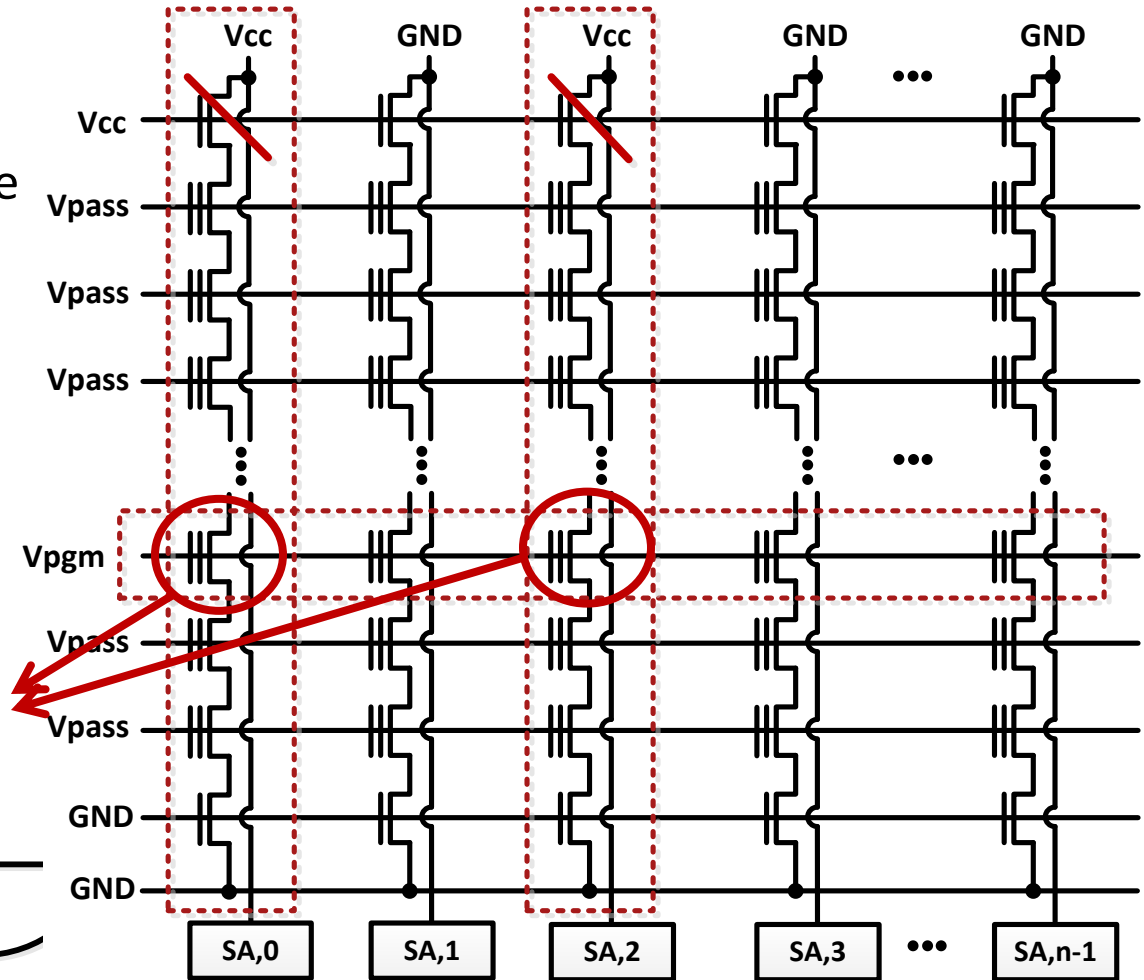 Vcc GND Vcc GND ••• GND
Vcc
e
Vpass
Vpass
Vpass
•••
Vpgm
Vpass
Vpass
GND
GND
SA,0 SA,1 SA,2 SA,3 ••• SA,n-1